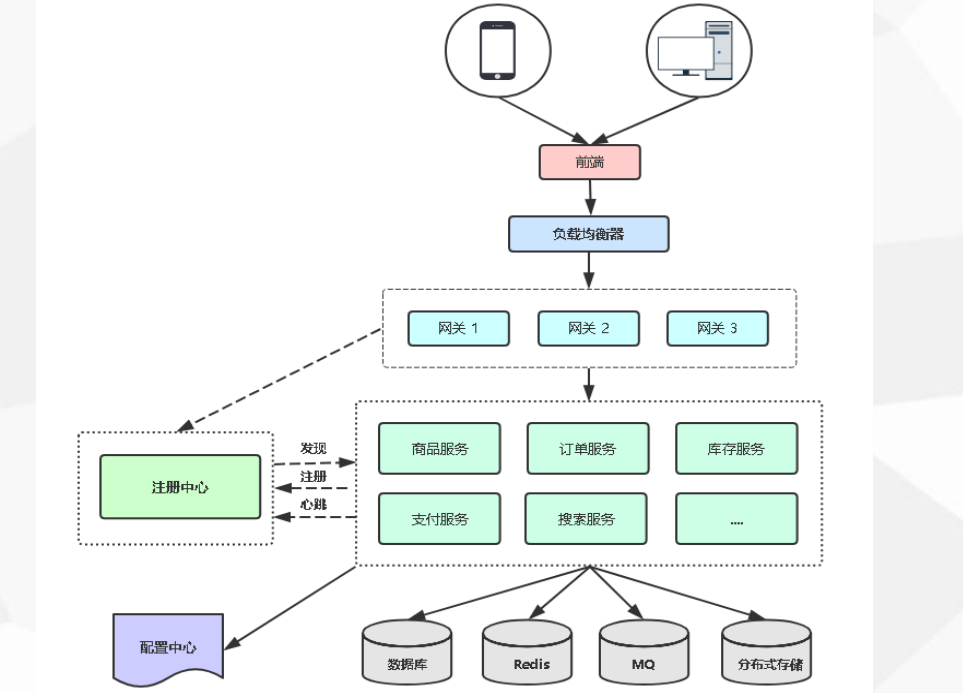 前端
负载均衡器
网关 1
网关 2
网关 3
商品服务
订单服务
库存服务
发现
注册中心
注册
心跳
支付服务
搜索服务
....
配置中心
数据库
Redis
MQ
分布式存储